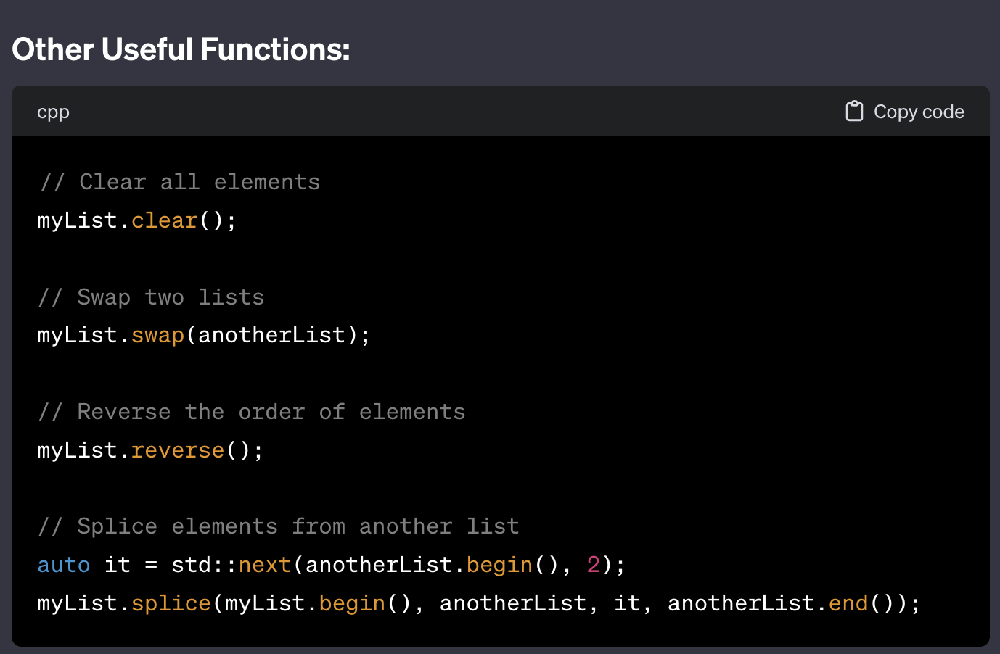 Other Useful Functions:
cpp
Copy code
// Clear all elements
myList.clear();
// Swap two lists
myList.swap(anotherList);
// Reverse the order of elements
myList.reverse();
// Splice elements from another list
auto it = std::next(anotherList.begin(), 2);
myList.splice(myList.begin(), anotherList, it, anotherList.end());